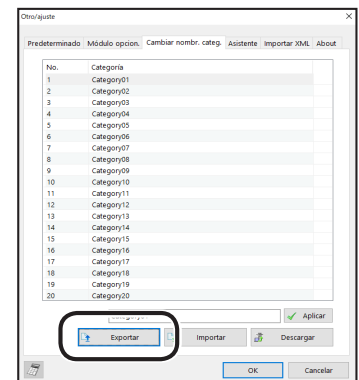 Otro/ajuste
Predeterminado Módulo opcion. Cambiar nombr. categ. Asistente Importar XML About
No. Categoría
1 Category01
2 Category02
3 Category03
4 Category04
5 Category05
6 Category06
7 Category07
8 Category08
9 Category09
10 Category10
11 Category11
12 Category12
13 Category13
14 Category14
15 Category15
16 Category16
17 Category17
18 Category18
19 Category19
20 Category20
Aplicar
Exportar Importar Descargar
OK Cancelar